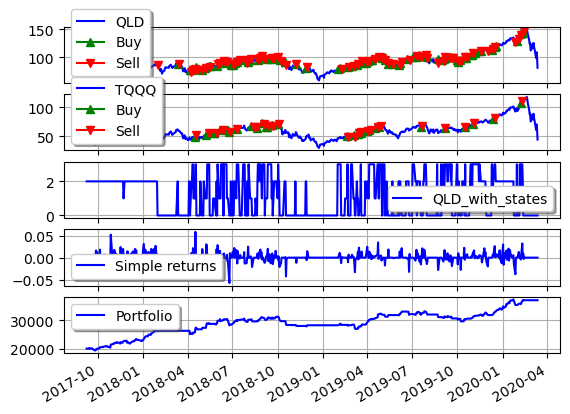 150
100
QLD
Buy
Sell
100
50
TQQQ
Buy
Sell
2
0
QLD_with_states
0.05
0.00
−0.05
Simple returns
30000
20000
Portfolio
2017-10
2018-01
2018-04
2018-07
2018-10
2019-01
2019-04
2019-07
2019-10
2020-01
2020-04